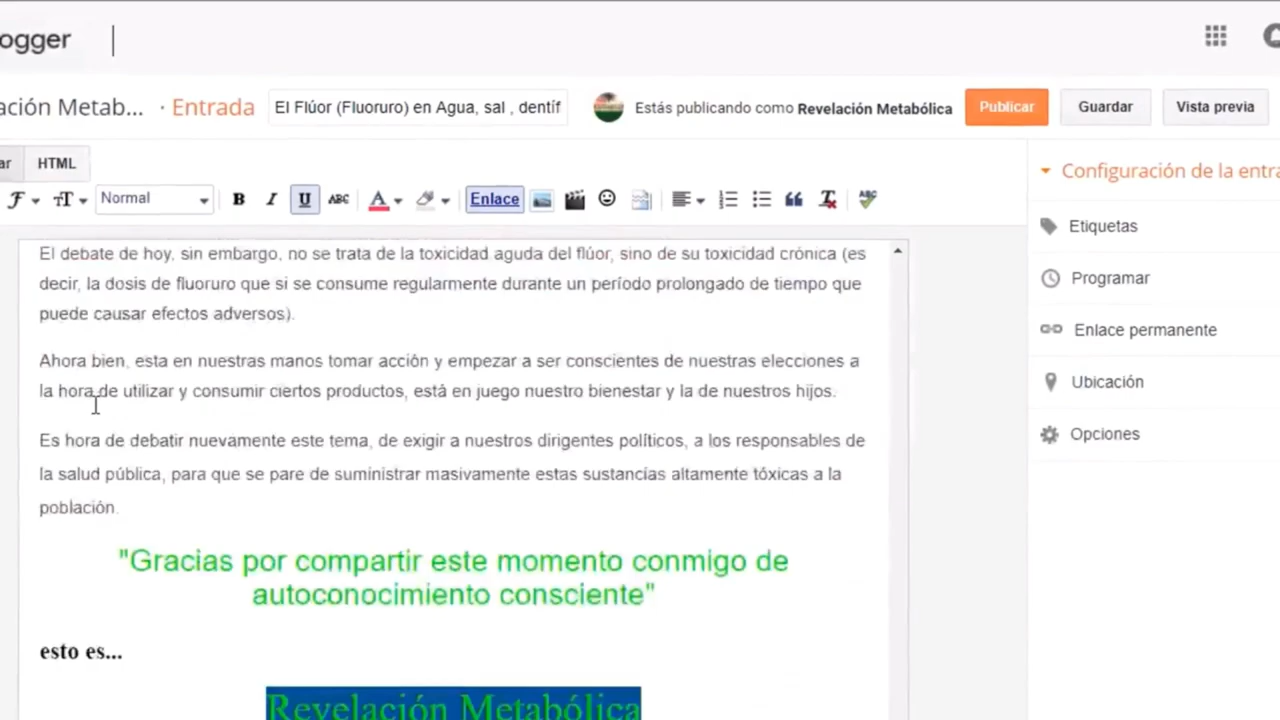 ogger
ación Metab... · Entrada El Flúor (Fluoruro) en Agua, sal , dentíf Estás publicando como Revelación Metabólica Publicar Guardar Vista previa
ar HTML
Normal B I U ABC A Enlace
Configuración de la entra
Etiquetas
Programar
Enlace permanente
Ubicación
Opciones
El debate de hoy, sin embargo, no se trata de la toxicidad aguda del flúor, sino de su toxicidad crónica (es
decir, la dosis de fluoruro que si se consume regularmente durante un período prolongado de tiempo que
puede causar efectos adversos).
Ahora bien, esta en nuestras manos tomar acción y empezar a ser conscientes de nuestras elecciones a
la hora de utilizar y consumir ciertos productos, está en juego nuestro bienestar y la de nuestros hijos.
Es hora de debatir nuevamente este tema, de exigir a nuestros dirigentes políticos, a los responsables de
la salud pública, para que se pare de suministrar masivamente estas sustancias altamente tóxicas a la
población.
"Gracias por compartir este momento conmigo de
autoconocimiento consciente"
esto es...
Revelación Metabólica